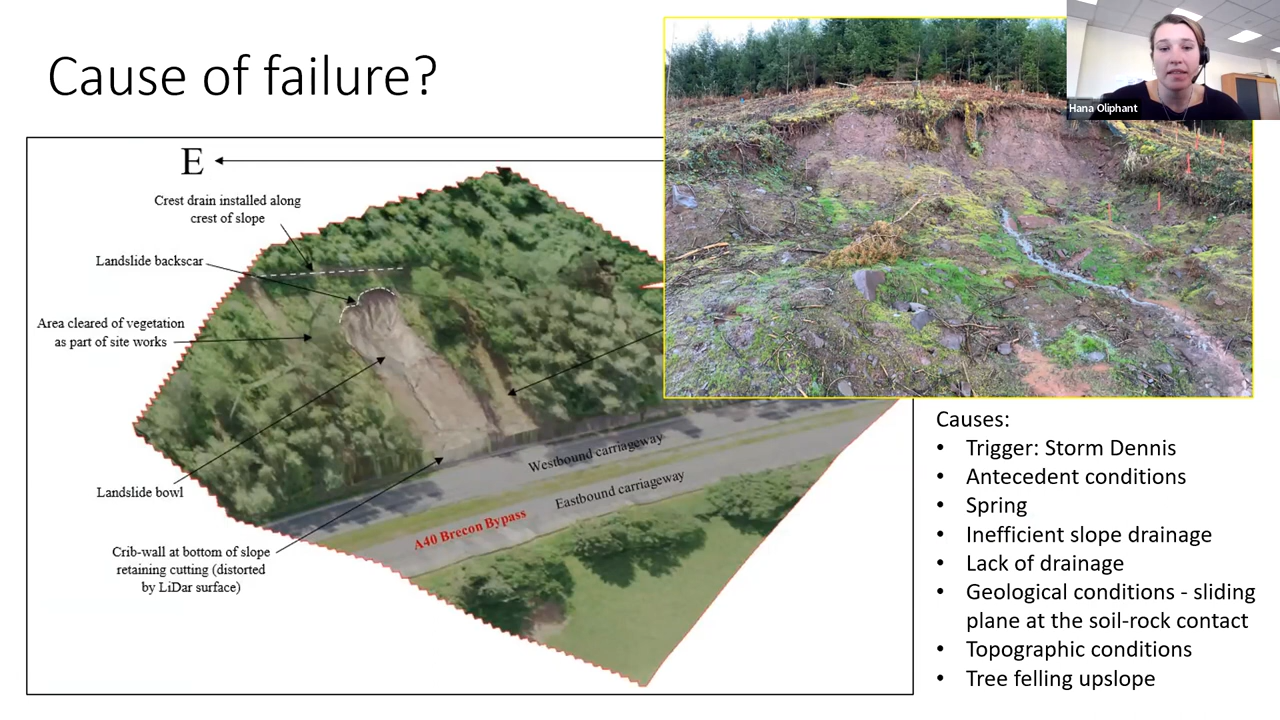 Cause of failure?
Hana Oliphant
E
Crest drain installed along
crest of slope
Landslide backscar
Area cleared of vegetation
as part of site works
Landslide bowl
Crib-wall at bottom of slope
retaining cutting (distorted
by LiDar surface)
Westbound carriageway
Eastbound carriageway
A40 Brecon Bypass
Causes:
• Trigger: Storm Dennis
• Antecedent conditions
• Spring
• Inefficient slope drainage
• Lack of drainage
• Geological conditions - sliding
plane at the soil-rock contact
• Topographic conditions
• Tree felling upslope